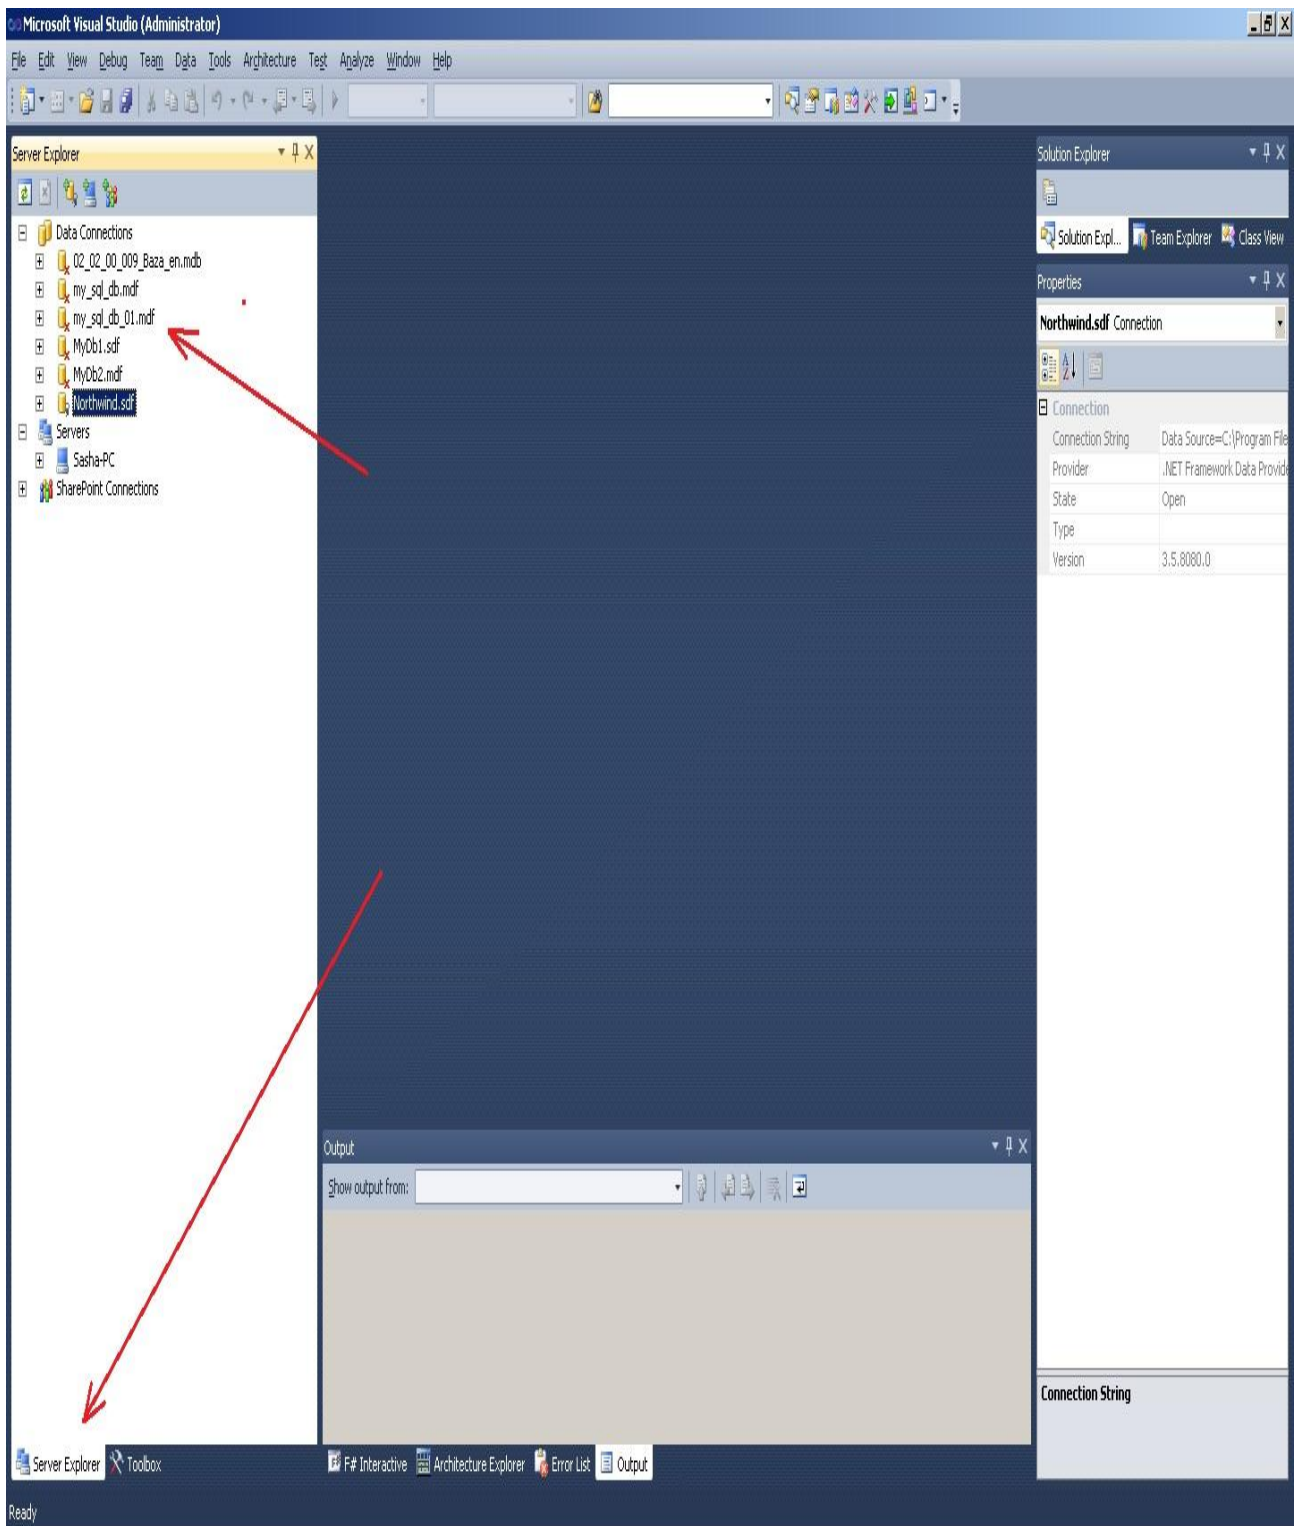 Microsoft Visual Studio (Administrator)
File Edit View Debug Team Data Tools Architecture Test Analyze Window Help
Server Explorer
Data Connections
02_02_00_009_Baza_en.mdb
my_sql_db.mdf
my_sql_db_01.mdf
MyDb1.sdf
MyDb2.mdf
Northwind.sdf
Servers
Sasha-PC
SharePoint Connections
Server Explorer Toolbox
Output
Show output from:
F# Interactive Architecture Explorer Error List Output
Solution Explorer
Solution Expl... Team Explorer Class View
Properties
Northwind.sdf Connection
Connection
Connection String Data Source=C:\Program File
Provider .NET Framework Data Provide
State Open
Type
Version 3.5.8080.0
Connection String
Ready